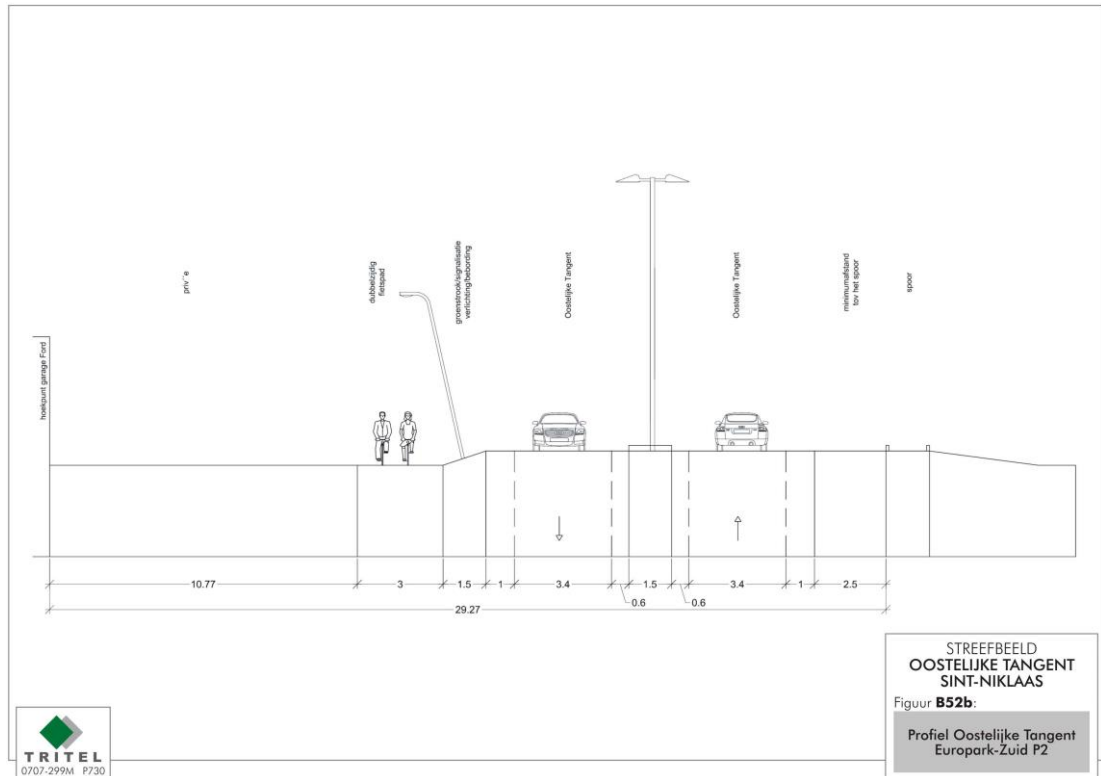 hoekpunt garage Ford
priv¨e
dubbelzijdig
fietspad
groenstrook/signalisatie
verlichting/bebording
Oostelijke Tangent
Oostelijke Tangent
minimumafstand
tov het spoor
spoor
10.77
3
1.5
1
3.4
0.6
1.5
0.6
3.4
1
2.5
29.27
STREEFBEELD
OOSTELIJKE TANGENT
SINT-NIKLAAS
Figuur B52b:
Profiel Oostelijke Tangent
Europark-Zuid P2
TRITEL
0707-299M P730